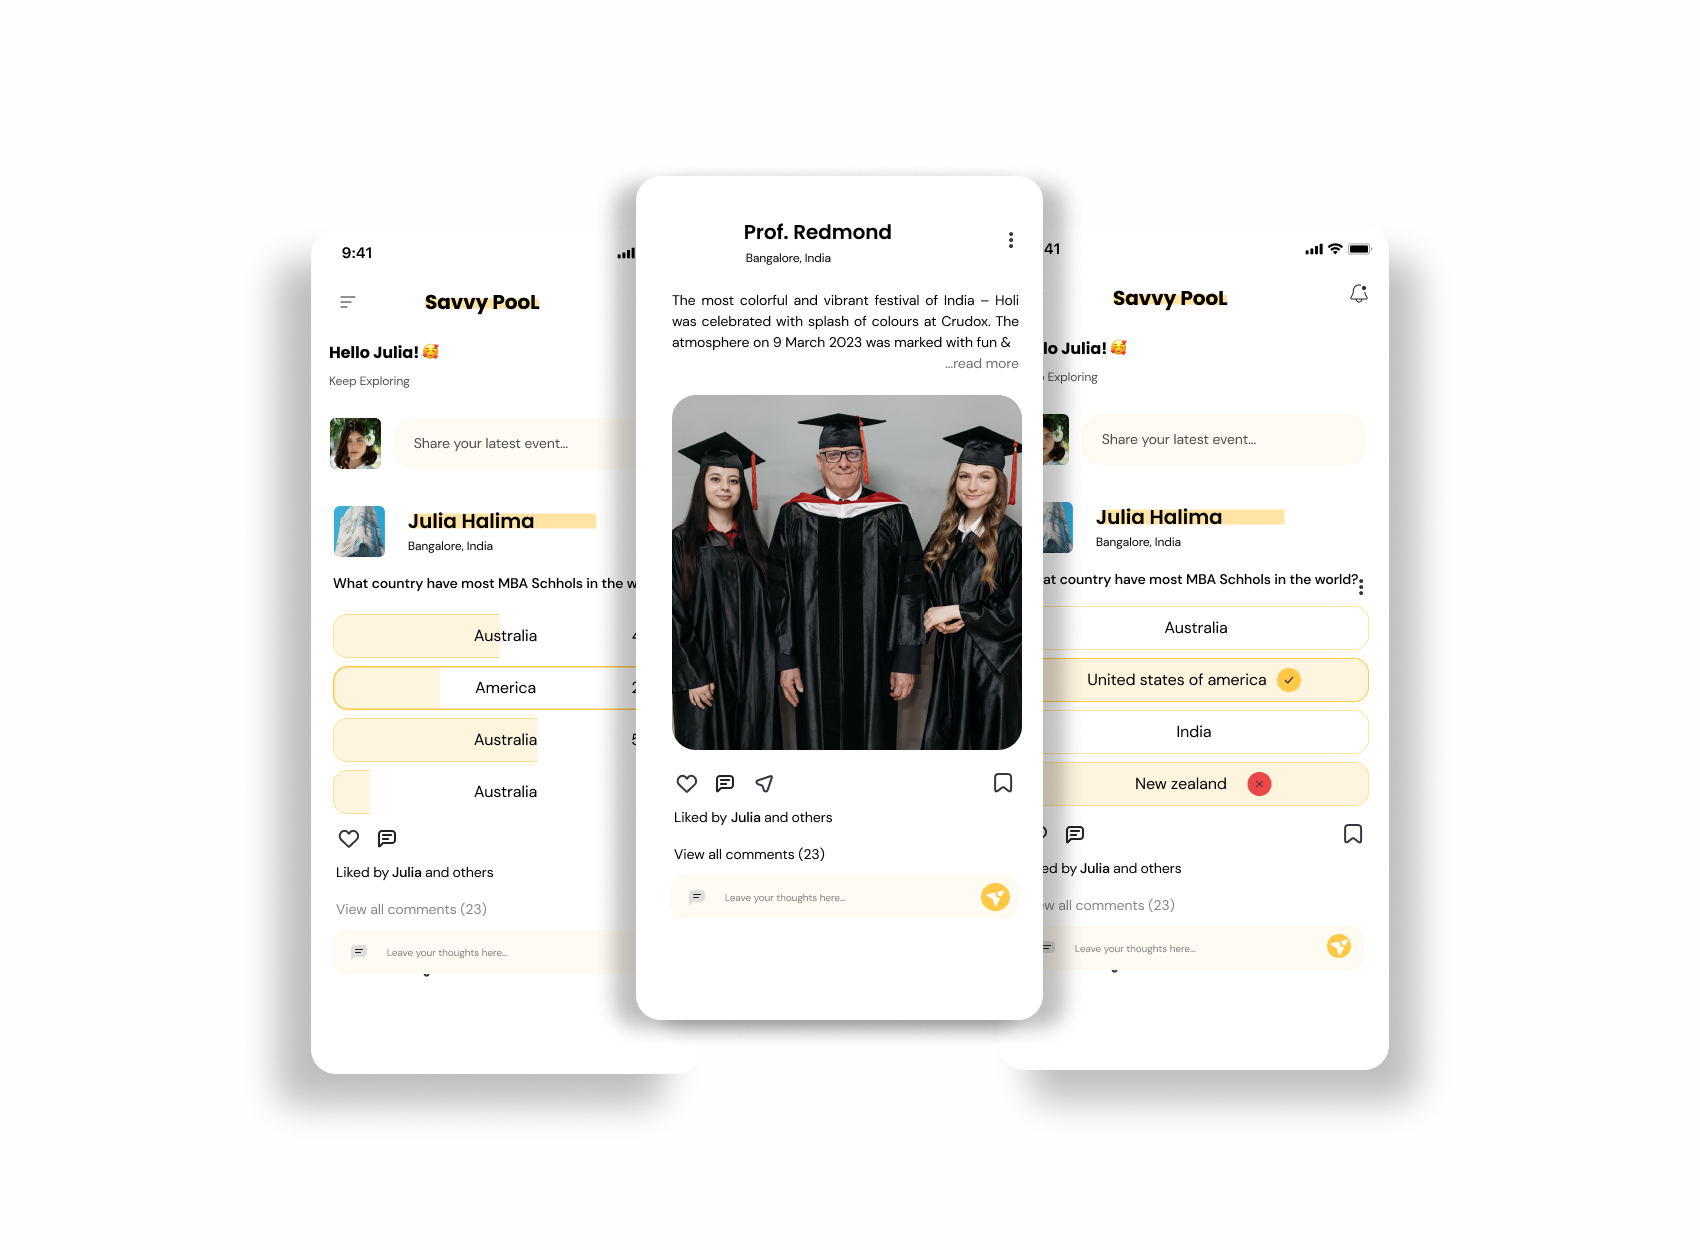 9:41
Savvy PooL
Hello Julia! 🥰
Keep Exploring
Share your latest event...
Julia Halima
Bangalore, India
What country have most MBA Schhols in the w
Australia 4
America 2
Australia 5
Australia
Liked by Julia and others
View all comments (23)
Leave your thoughts here...
Prof. Redmond
Bangalore, India
The most colorful and vibrant festival of India – Holi
was celebrated with splash of colours at Crudox. The
atmosphere on 9 March 2023 was marked with fun &
...read more
Liked by Julia and others
View all comments (23)
Leave your thoughts here...
41
Savvy PooL
lo Julia! 🥰
Exploring
Share your latest event...
Julia Halima
Bangalore, India
at country have most MBA Schhols in the world?
Australia
United states of america
India
New zealand
ed by Julia and others
ew all comments (23)
Leave your thoughts here...